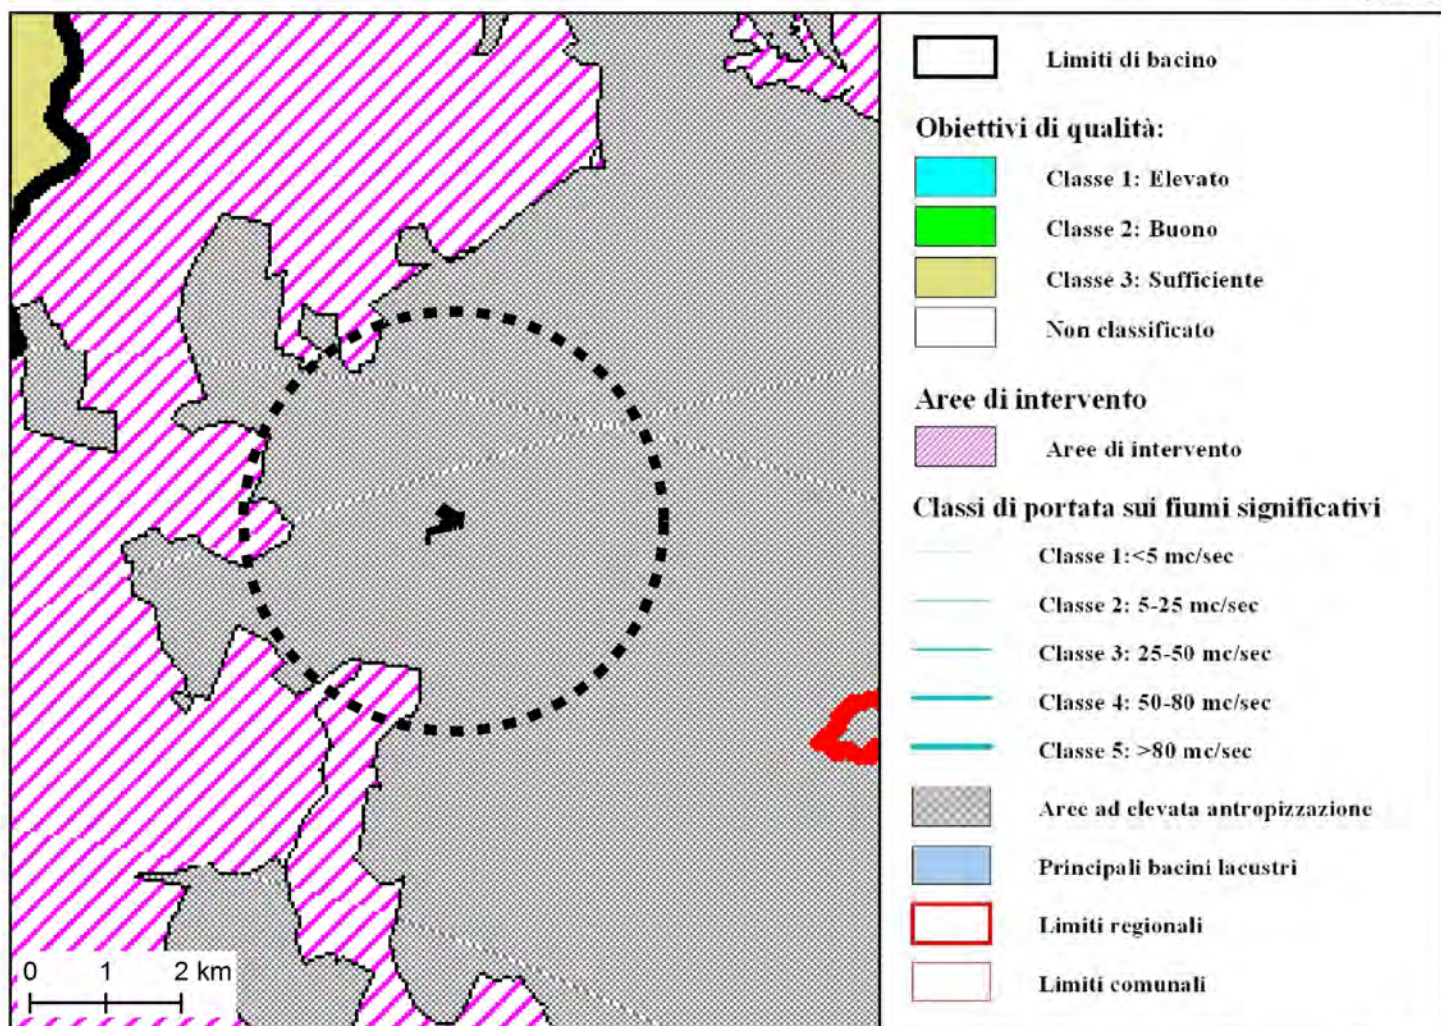 Limiti di bacino
Obiettivi di qualità:
Classe 1: Elevato
Classe 2: Buono
Classe 3: Sufficiente
Non classificato
Aree di intervento
Aree di intervento
Classi di portata sui fiumi significativi
Classe 1:<5 mc/sec
Classe 2: 5-25 mc/sec
Classe 3: 25-50 mc/sec
Classe 4: 50-80 mc/sec
Classe 5: >80 mc/sec
Aree ad elevata antropizzazione
Principali bacini lacustri
Limiti regionali
Limiti comunali
0 1 2 km